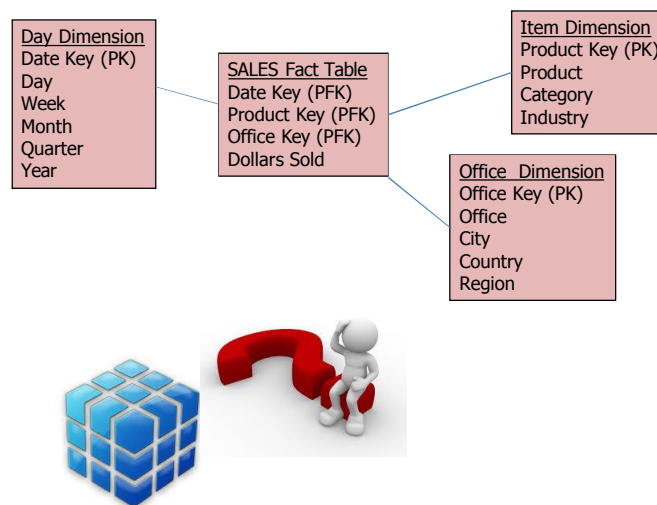 Day Dimension
Date Key (PK)
Day
Week
Month
Quarter
Year
SALES Fact Table
Date Key (PFK)
Product Key (PFK)
Office Key (PFK)
Dollars Sold
Item Dimension
Product Key (PK)
Product
Category
Industry
Office  Dimension
Office Key (PK)
Office
City
Country
Region